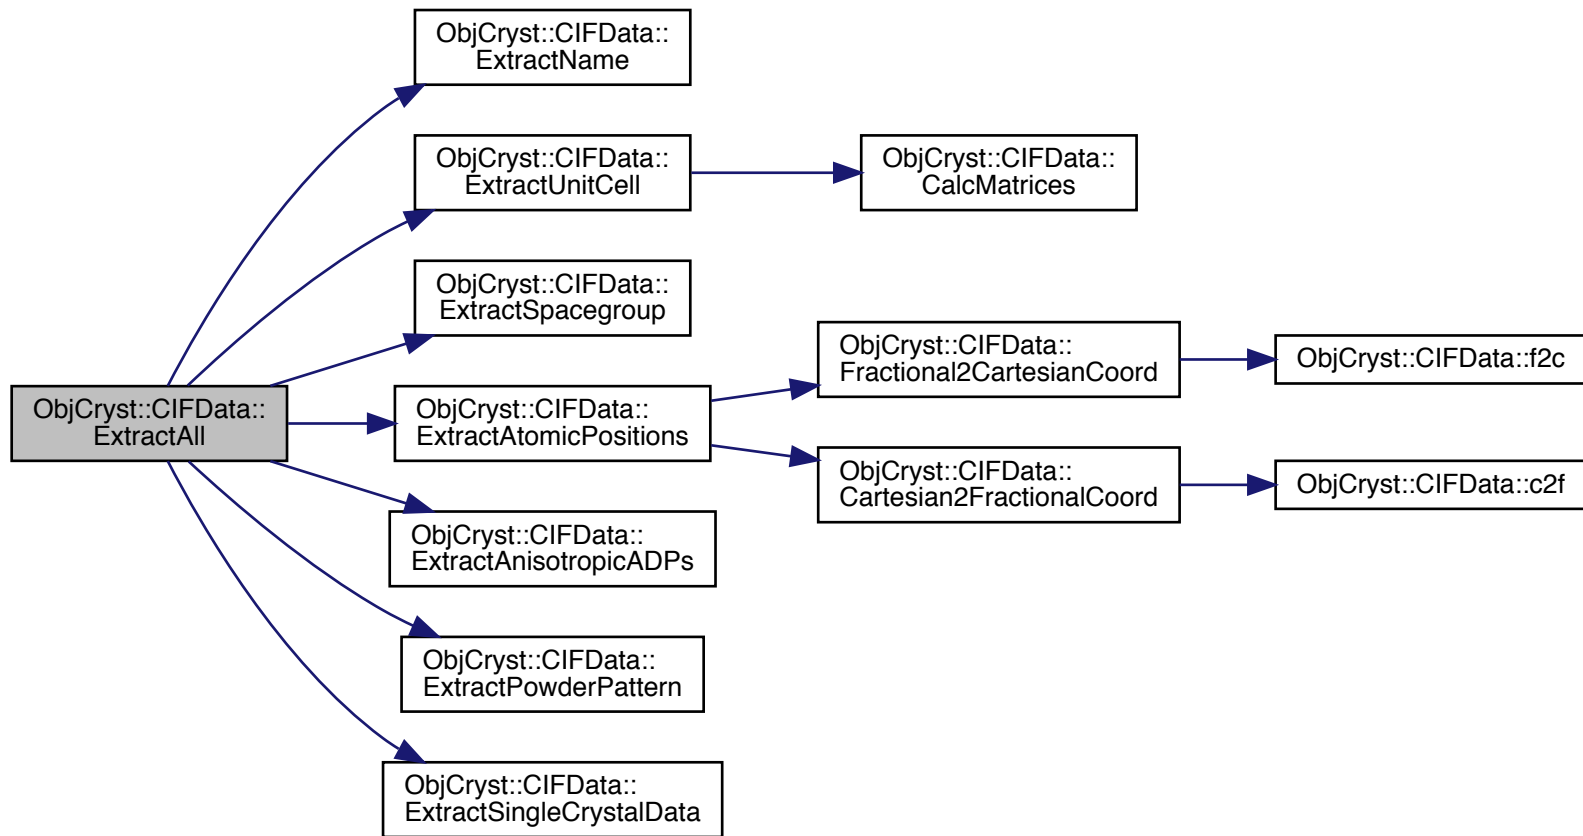 ObjCryst::CIFData::
ExtractAll
ObjCryst::CIFData::
ExtractName
ObjCryst::CIFData::
ExtractUnitCell
ObjCryst::CIFData::
CalcMatrices
ObjCryst::CIFData::
ExtractSpacegroup
ObjCryst::CIFData::
ExtractAtomicPositions
ObjCryst::CIFData::
Fractional2CartesianCoord
ObjCryst::CIFData::f2c
ObjCryst::CIFData::
Cartesian2FractionalCoord
ObjCryst::CIFData::c2f
ObjCryst::CIFData::
ExtractAnisotropicADPs
ObjCryst::CIFData::
ExtractPowderPattern
ObjCryst::CIFData::
ExtractSingleCrystalData